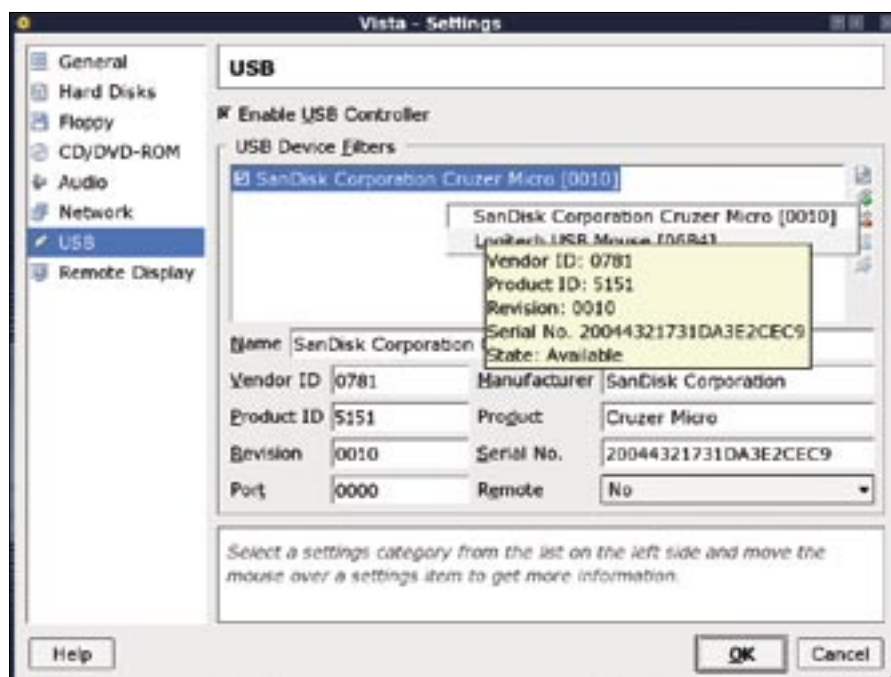 Vista - Settings
General
Hard Disks
Floppy
CD/DVD-ROM
Audio
Network
USB
Remote Display
USB
Enable USB Controller
USB Device Filters
SanDisk Corporation Cruzer Micro [0010]
SanDisk Corporation Cruzer Micro [0010]
Logitech USB Mouse
Vendor ID: 0781
Product ID: 5151
Revision: 0010
Serial No. 20044321731DA3E2CEC9
State: Available
Name SanDisk Corporation
Vendor ID 0781 Manufacturer SanDisk Corporation
Product ID 5151 Product Cruzer Micro
Revision 0010 Serial No. 20044321731DA3E2CEC9
Port 0000 Remote No
Select a settings category from the list on the left side and move the
mouse over a settings item to get more information.
Help OK Cancel